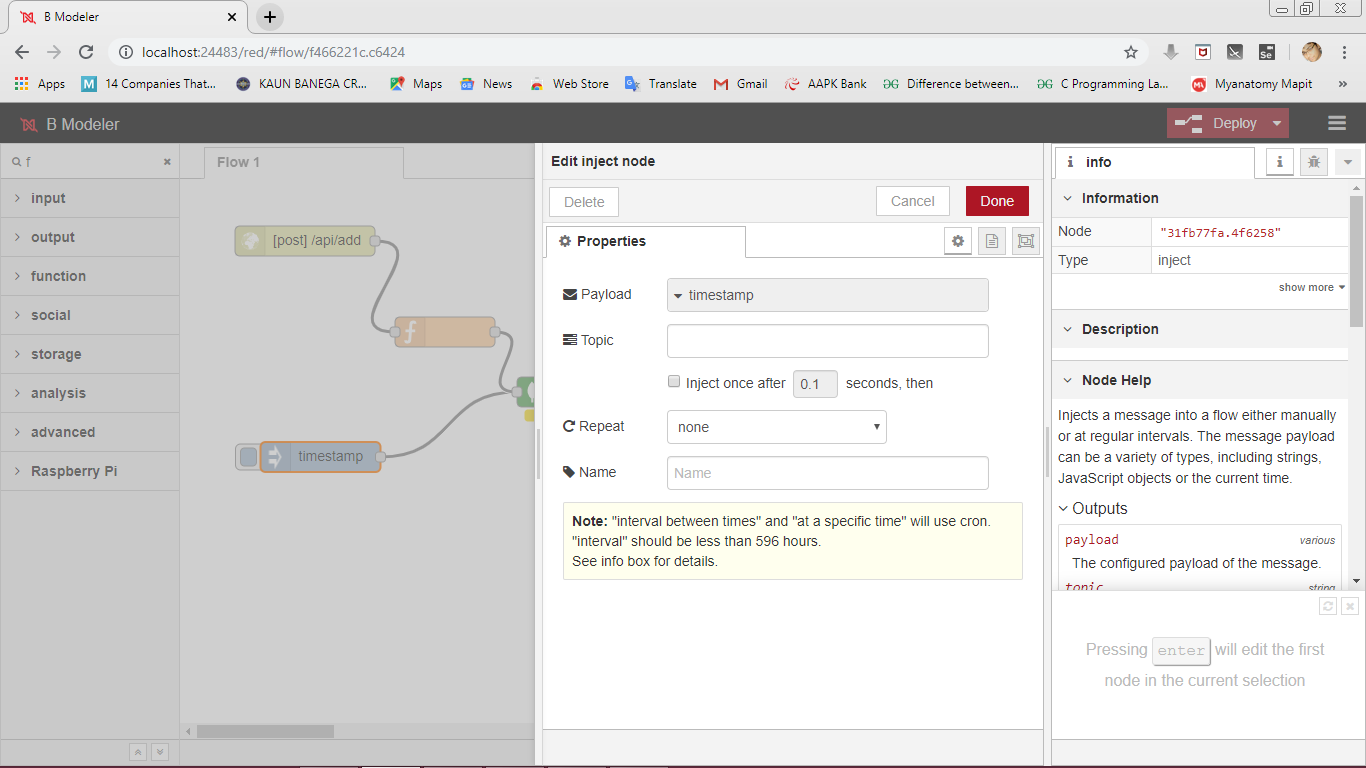 B Modeler
localhost:24483/red/#flow/f466221c.c6424
Apps
M
14 Companies That...
KAUN BANEGA CR...
Maps
News
Web Store
Translate
Gmail
AAPK Bank
Difference between...
C Programming La...
Myanatomy Mapit
»
B Modeler
Deploy
f
input
output
function
social
storage
analysis
advanced
Raspberry Pi
Flow 1
[post] /api/add
f
timestamp
Edit inject node
Delete
Cancel
Done
Properties
Payload
timestamp
Topic
Inject once after 0.1 seconds, then
Repeat
none
Name
Name
Note: "interval between times" and "at a specific time" will use cron.
"interval" should be less than 596 hours.
See info box for details.
i info
i
Information
Node "31fb77fa.4f6258"
Type inject
show more
Description
Node Help
Injects a message into a flow either manually
or at regular intervals. The message payload
can be a variety of types, including strings,
JavaScript objects or the current time.
Outputs
payload various
The configured payload of the message.
topic string
Pressing enter will edit the first
node in the current selection